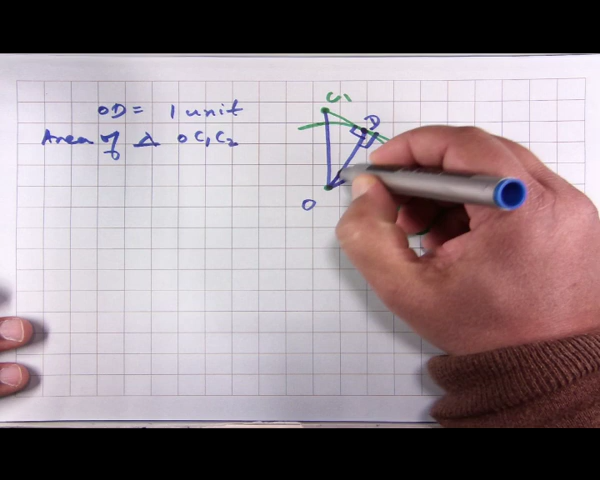 C1
OD = 1 unit
D
Area of Δ OC1C2
O